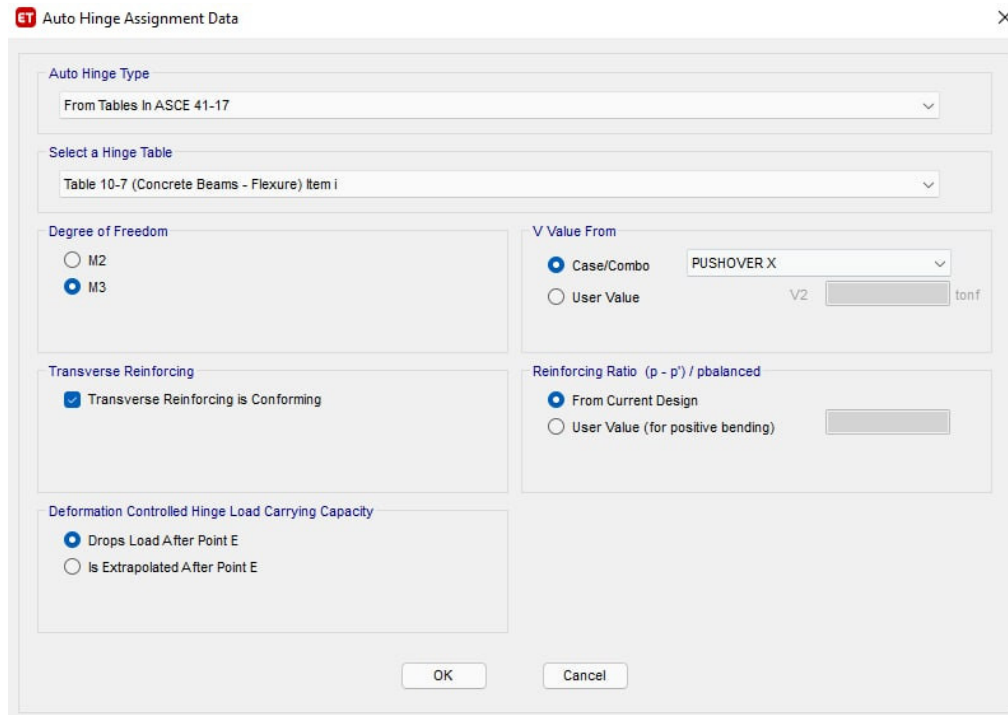 ET Auto Hinge Assignment Data
Auto Hinge Type
From Tables In ASCE 41-17
Select a Hinge Table
Table 10-7 (Concrete Beams - Flexure) Item i
Degree of Freedom
M2
M3
V Value From
Case/Combo PUSHOVER X
User Value V2 tonf
Transverse Reinforcing
Transverse Reinforcing is Conforming
Reinforcing Ratio (p - p') / pbalanced
From Current Design
User Value (for positive bending)
Deformation Controlled Hinge Load Carrying Capacity
Drops Load After Point E
Is Extrapolated After Point E
OK Cancel